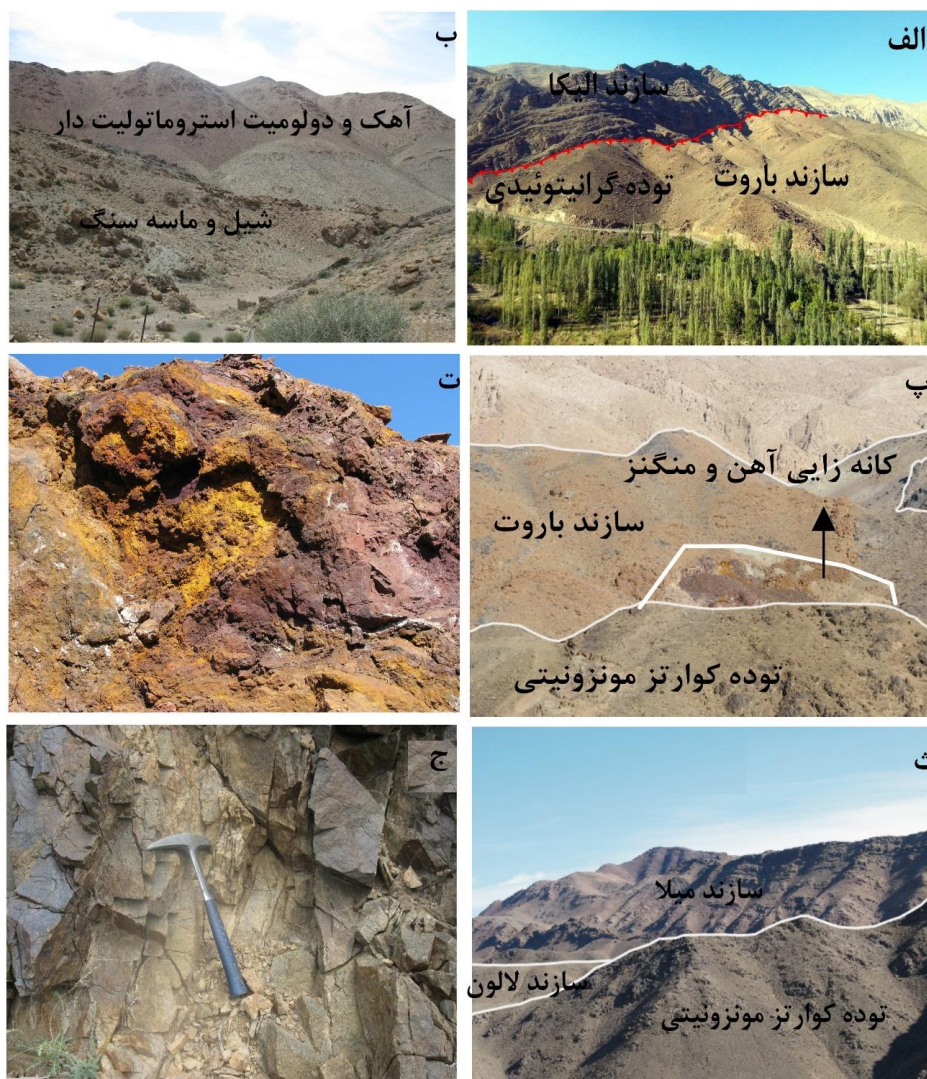 الف
سازند الیکا
سازند باروت
توده گرانیتوئیدی
ب
آهک و دولومیت استروماتولیت دار
شیل و ماسه سنگ
پ
کانه زایی آهن و منگنز
سازند باروت
توده کوارتز مونزونیتی
ت
ث
سازند میلا
سازند لالون
توده کوارتز مونزونیتی
ج